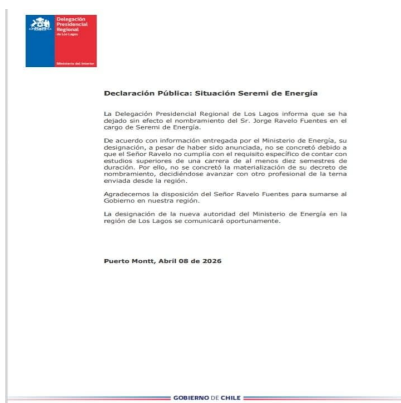 Delegación
Presidencial
Regional
de Los Lagos
Ministerio del Interior
Declaración Pública: Situación Seremi de Energía
La Delegación Presidencial Regional de Los Lagos informa que se ha
dejado sin efecto el nombramiento del Sr. Jorge Ravelo Fuentes en el
cargo de Seremi de Energía.
De acuerdo con información entregada por el Ministerio de Energía, su
designación, a pesar de haber sido anunciada, no se concretó debido a
que el Señor Ravelo no cumplía con el requisito específico de contar con
estudios superiores de una carrera de al menos diez semestres de
duración. Por ello, no se concretó la materialización de su decreto de
nombramiento, decidiéndose avanzar con otro profesional de la terna
enviada desde la región.
Agradecemos la disposición del Señor Ravelo Fuentes para sumarse al
Gobierno en nuestra región.
La designación de la nueva autoridad del Ministerio de Energía en la
región de Los Lagos se comunicará oportunamente.
Puerto Montt, Abril 08 de 2026
GOBIERNO DE CHILE